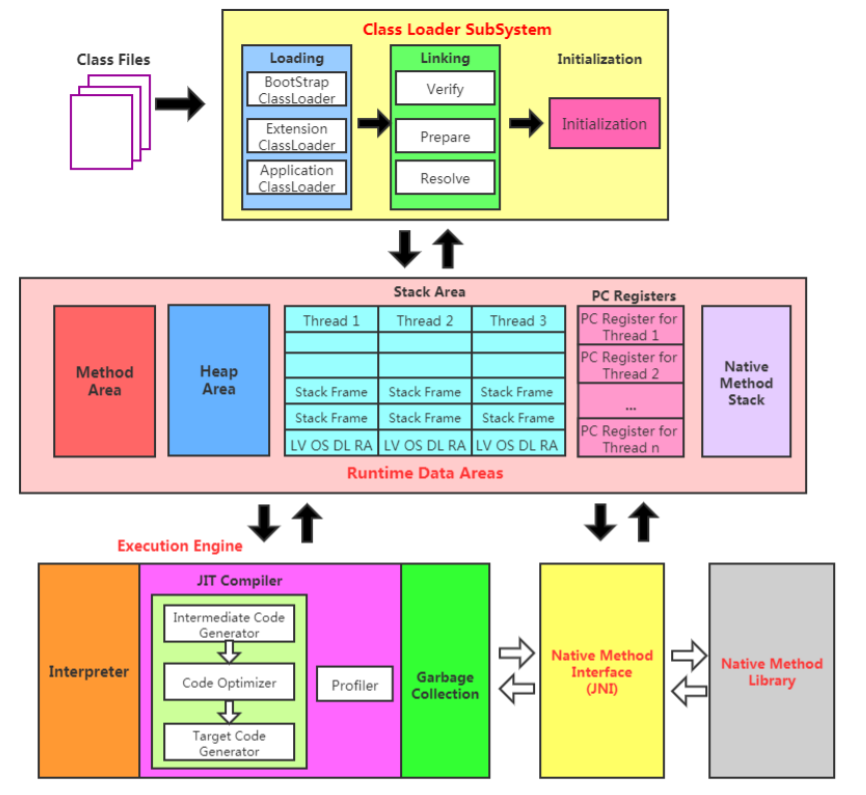 Class Loader SubSystem
Class Files
Loading
Linking
Initialization
BootStrap
ClassLoader
Extension
ClassLoader
Application
ClassLoader
Verify
Prepare
Resolve
Initialization
Stack Area
PC Registers
Method
Area
Heap
Area
Thread 1
Thread 2
Thread 3
Stack Frame
Stack Frame
Stack Frame
Stack Frame
Stack Frame
Stack Frame
LV OS DL RA
LV OS DL RA
LV OS DL RA
PC Register for
Thread 1
PC Register for
Thread 2
...
PC Register for
Thread n
Native
Method
Stack
Runtime Data Areas
Execution Engine
Interpreter
JIT Compiler
Intermediate Code
Generator
Code Optimizer
Target Code
Generator
Profiler
Garbage
Collection
Native Method
Interface
(JNI)
Native Method
Library